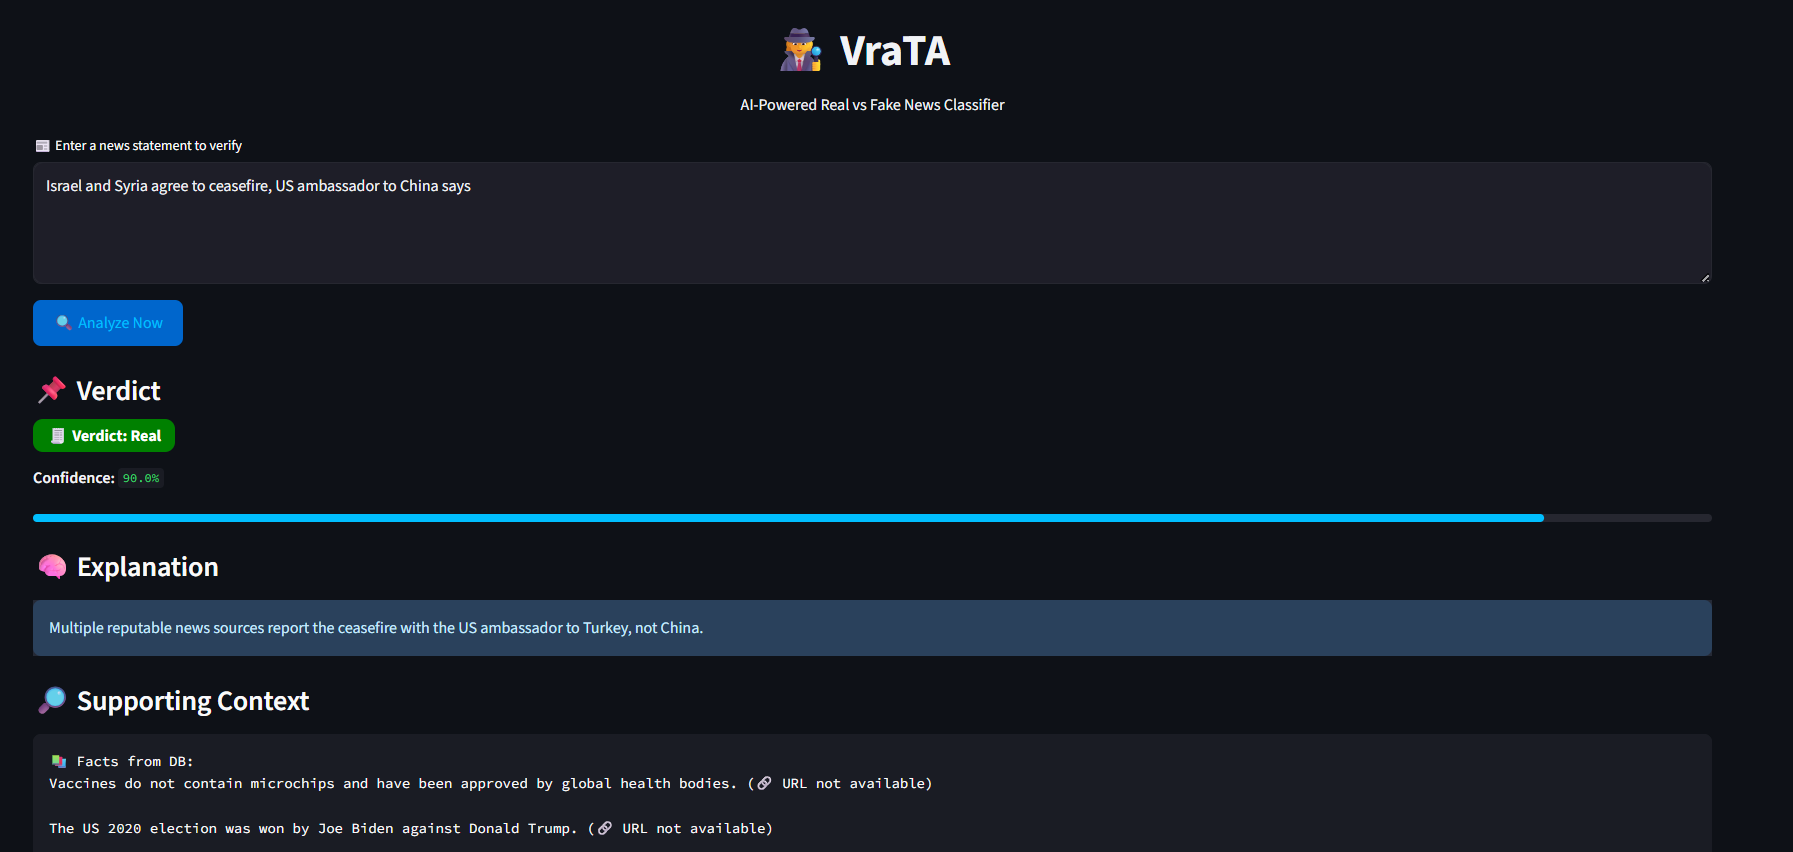 VraTA
AI-Powered Real vs Fake News Classifier
Enter a news statement to verify
Israel and Syria agree to ceasefire, US ambassador to China says
Analyze Now
Verdict
Verdict: Real
Confidence: 90.0%
Explanation
Multiple reputable news sources report the ceasefire with the US ambassador to Turkey, not China.
Supporting Context
Facts from DB:
Vaccines do not contain microchips and have been approved by global health bodies. (🔗 URL not available)
The US 2020 election was won by Joe Biden against Donald Trump. (🔗 URL not available)